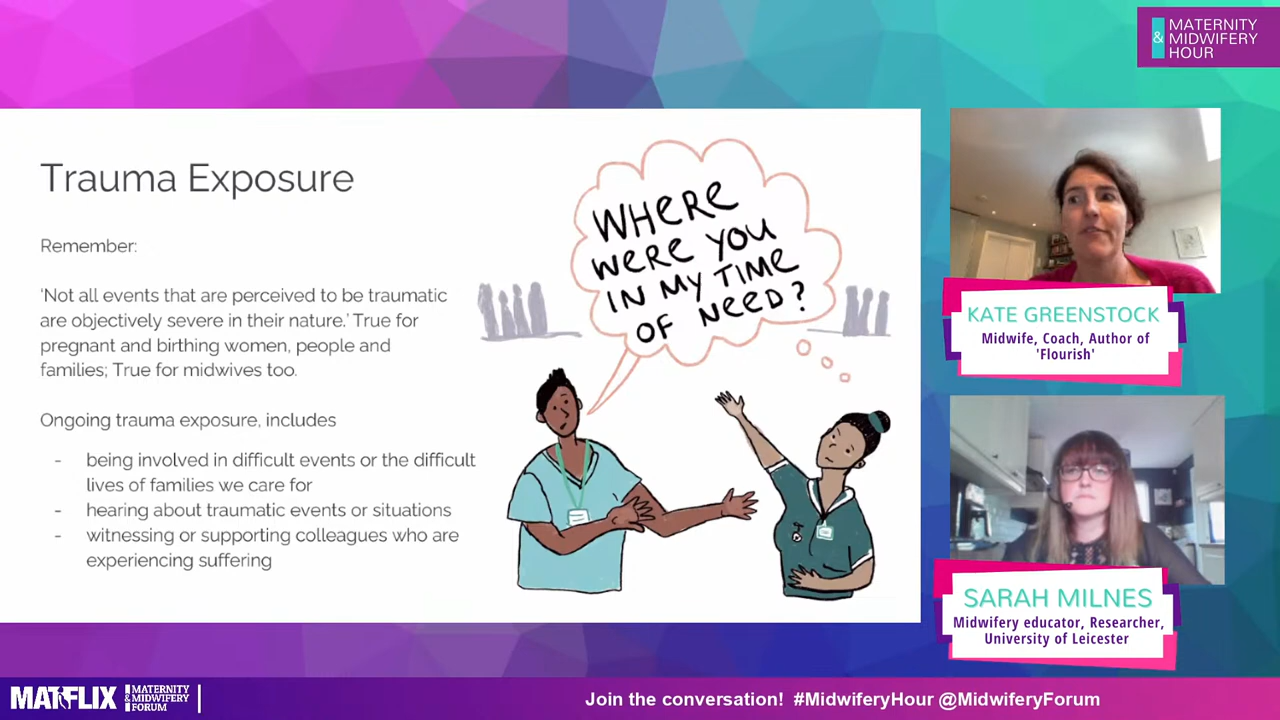 MATERNITY
& MIDWIFERY
HOUR
Trauma Exposure
Remember:
'Not all events that are perceived to be traumatic
are objectively severe in their nature.' True for
pregnant and birthing women, people and
families; True for midwives too.
Ongoing trauma exposure, includes
- being involved in difficult events or the difficult
lives of families we care for
- hearing about traumatic events or situations
- witnessing or supporting colleagues who are
experiencing suffering
WHERE
WERE YOU
IN MY TIME
OF NEED?
KATE GREENSTOCK
Midwife, Coach, Author of
'Flourish'
SARAH MILNES
Midwifery educator, Researcher,
University of Leicester
MATFLIX
MATERNITY
& MIDWIFERY
FORUM
Join the conversation! #MidwiferyHour @MidwiferyForum